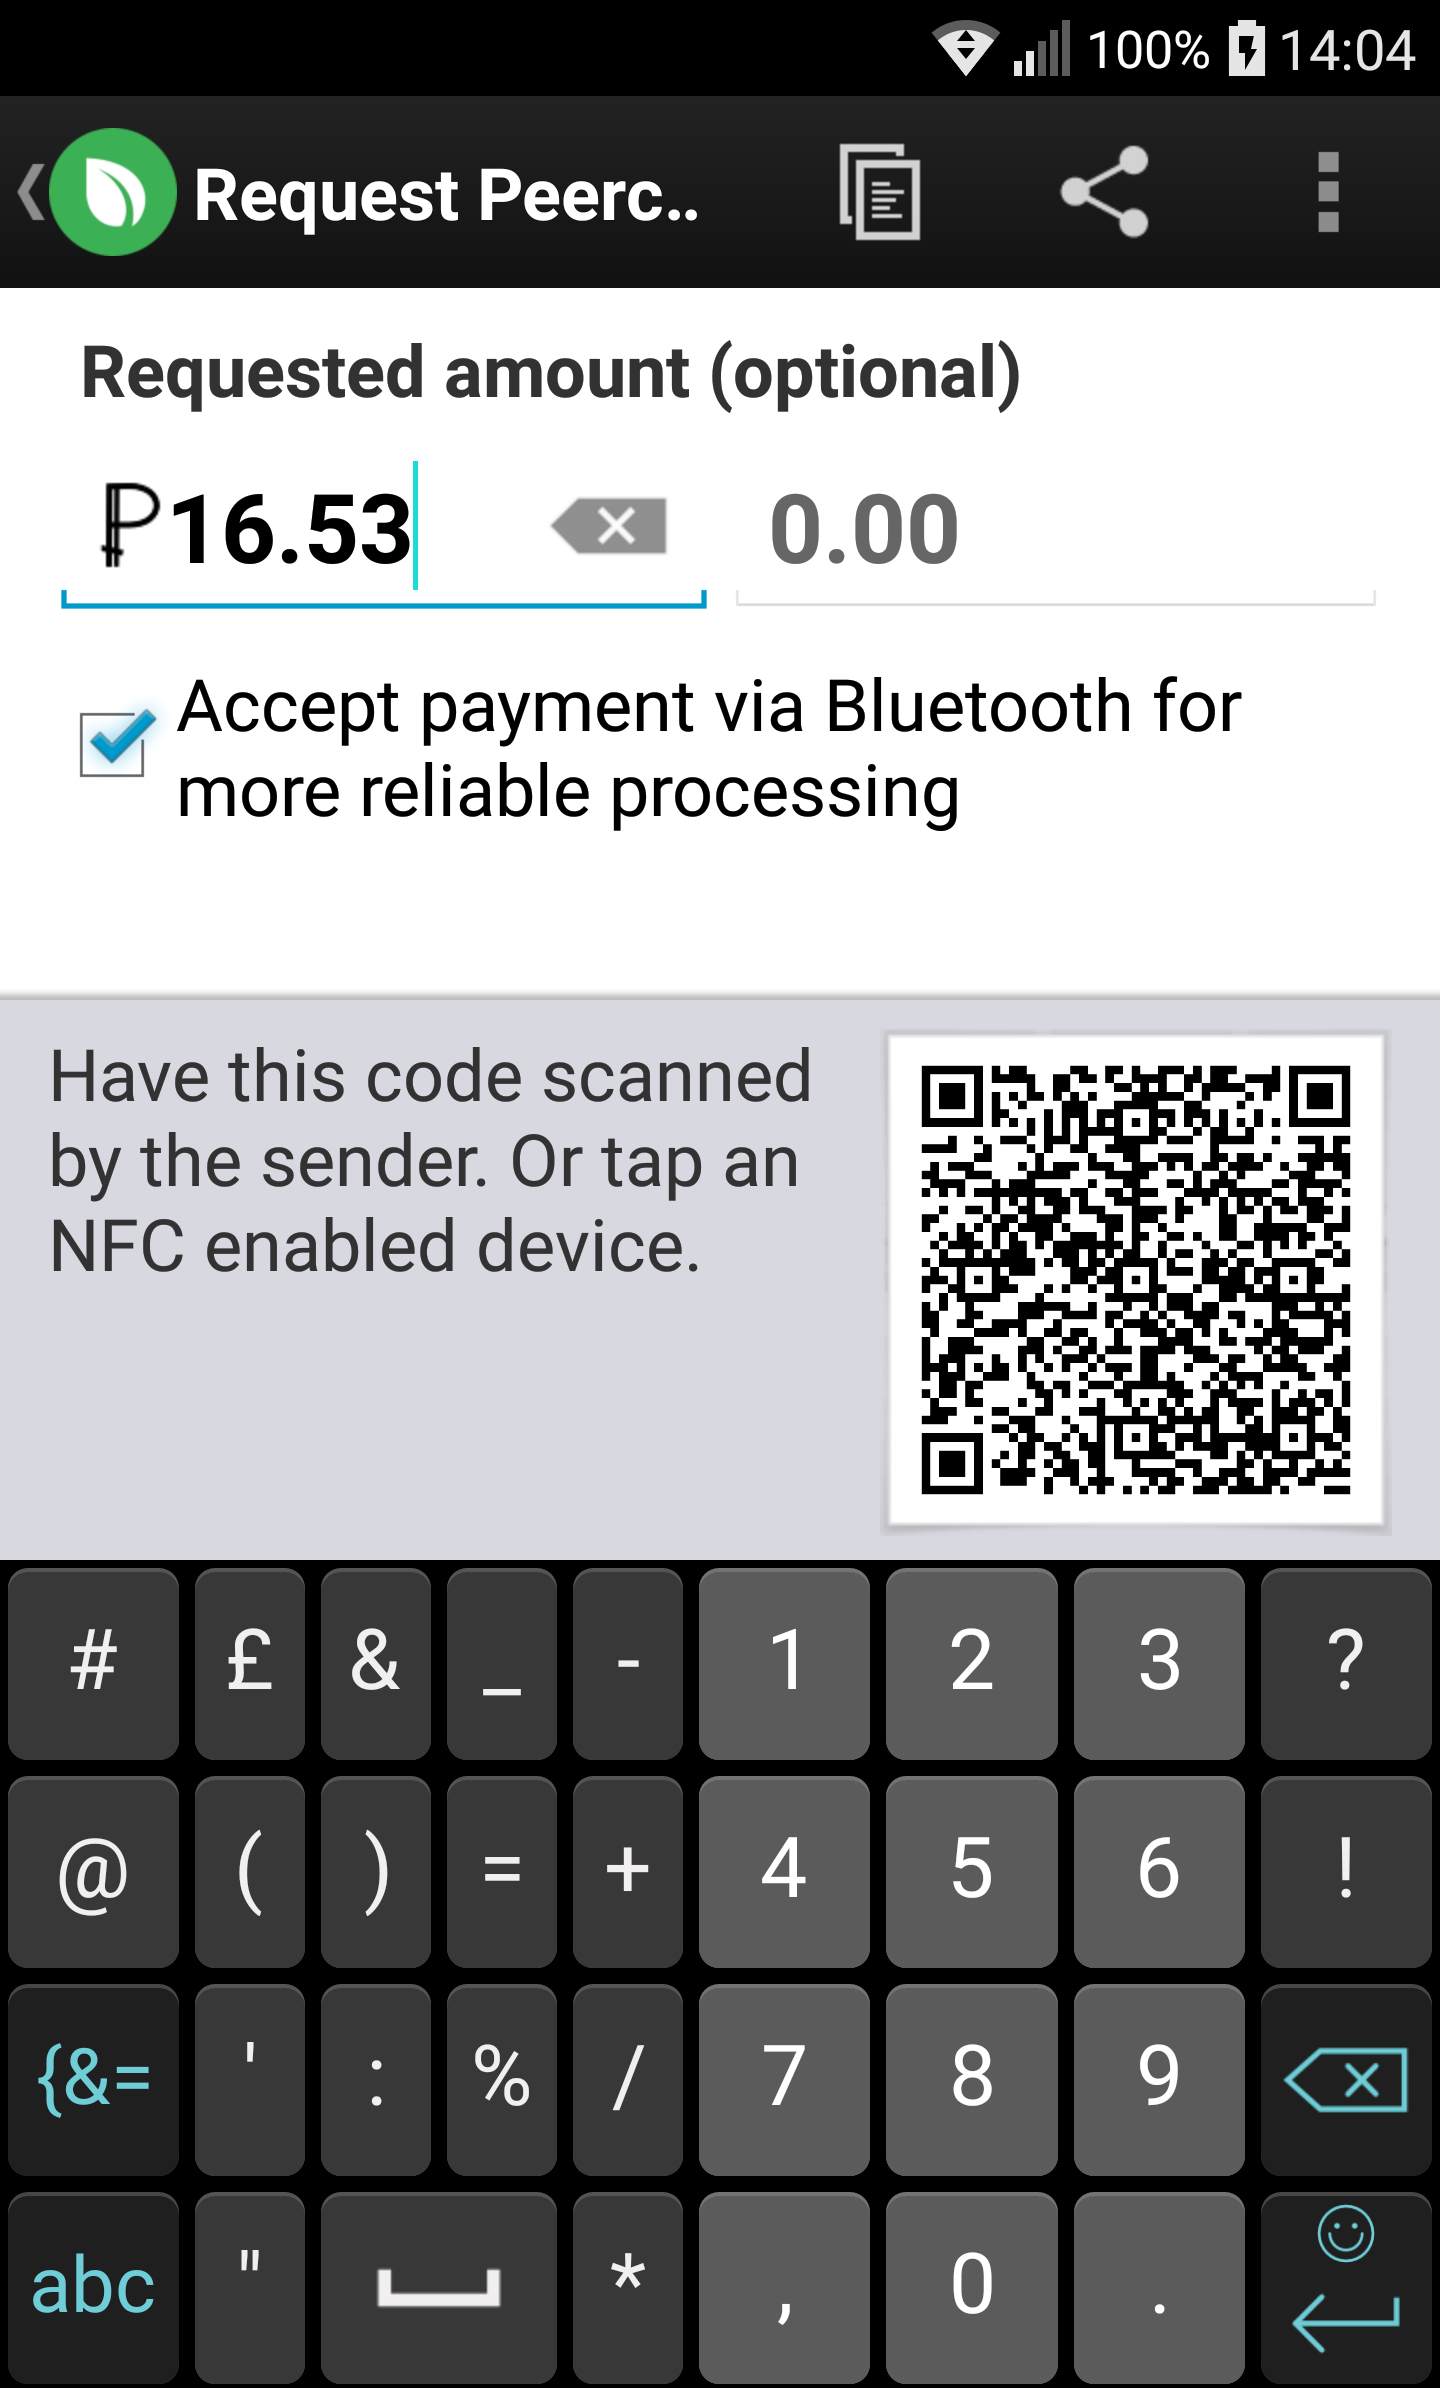 100% 14:04
Request Peerc..
Requested amount (optional)
₱16.53 0.00
Accept payment via Bluetooth for
more reliable processing
Have this code scanned
by the sender. Or tap an
NFC enabled device.
# £ & _ - 1 2 3 ?
@ ( ) = + 4 5 6 !
{&= ' : % / 7 8 9
abc " * , 0 .